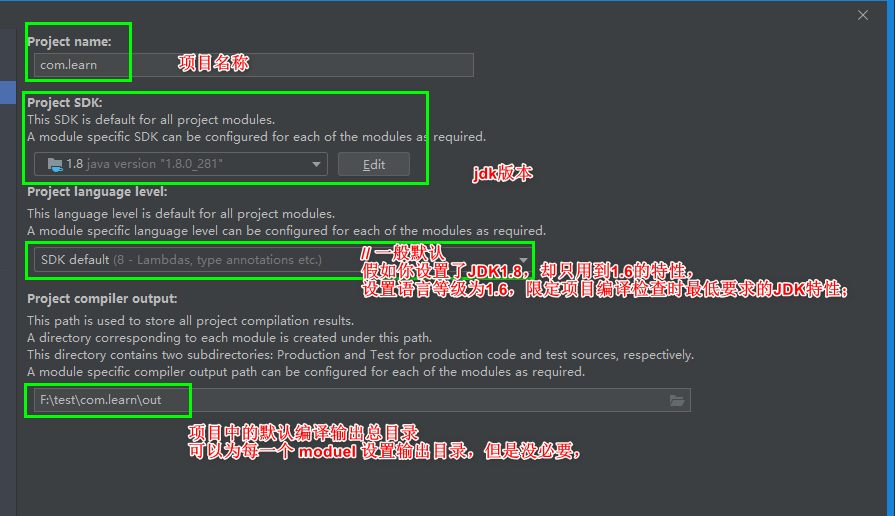 Project name:
com.learn
项目名称
Project SDK:
This SDK is default for all project modules.
A module specific SDK can be configured for each of the modules as required.
1.8 java version "1.8.0_281"
Edit
jdk版本
Project language level:
This language level is default for all project modules.
A module specific language level can be configured for each of the modules as required.
SDK default (8 - Lambdas, type annotations etc.)
// 一般默认
假如你设置了JDK1.8，却只用到1.6的特性，
设置语言等级为1.6，限定项目编译检查时最低要求的JDK特性；
Project compiler output:
This path is used to store all project compilation results.
A directory corresponding to each module is created under this path.
This directory contains two subdirectories: Production and Test for production code and test sources, respectively.
A module specific compiler output path can be configured for each of the modules as required.
F:\test\com.learn\out
项目中的默认编译输出总目录
可以为每一个 moduel 设置输出目录，但是没必要，